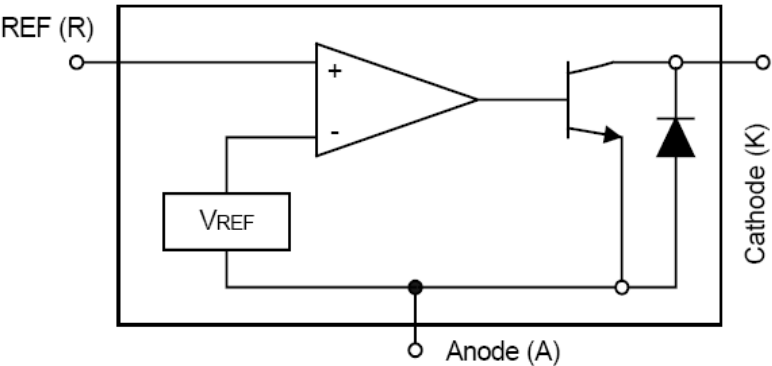 REF (R)
+
-
VREF
Cathode (K)
Anode (A)